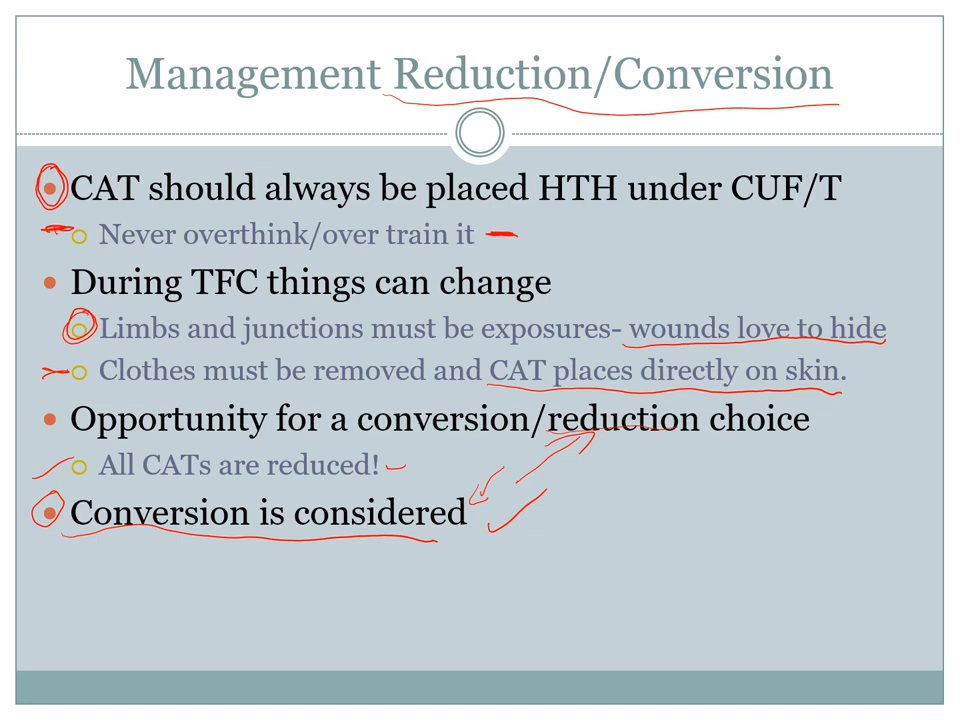 Management Reduction/Conversion
CAT should always be placed HTH under CUF/T
Never overthink/over train it
During TFC things can change
Limbs and junctions must be exposures- wounds love to hide
Clothes must be removed and CAT places directly on skin.
Opportunity for a conversion/reduction choice
All CATs are reduced!
Conversion is considered